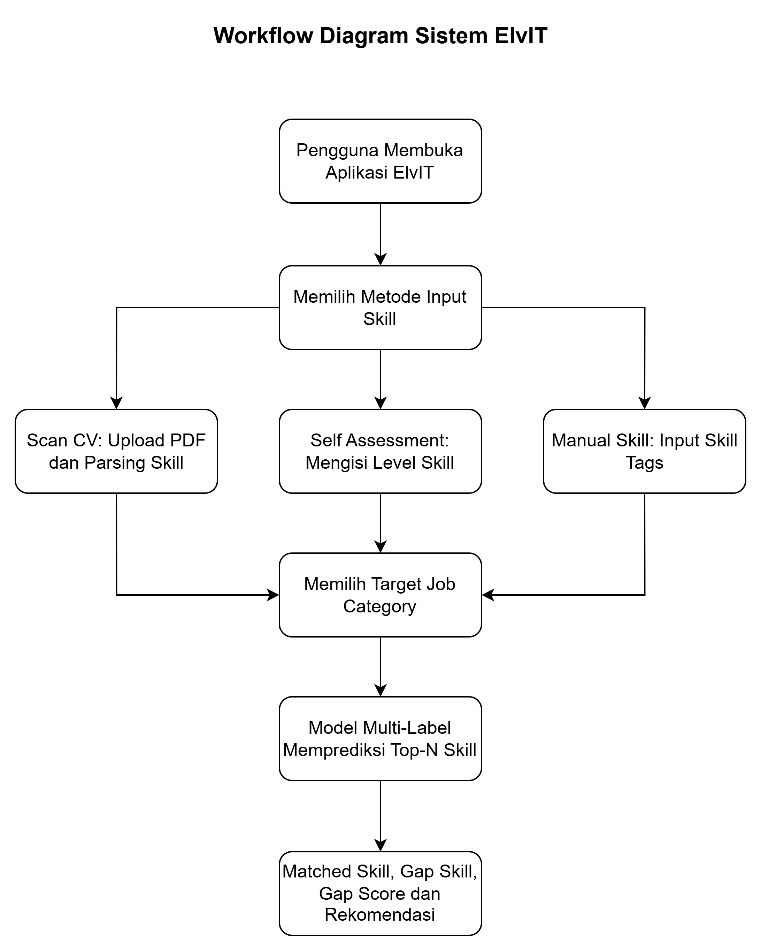 Workflow Diagram Sistem ElvIT
Pengguna Membuka
Aplikasi ElvIT
Memilih Metode Input
Skill
Scan CV: Upload PDF
dan Parsing Skill
Self Assessment:
Mengisi Level Skill
Manual Skill: Input Skill
Tags
Memilih Target Job
Category
Model Multi-Label
Memprediksi Top-N Skill
Matched Skill, Gap Skill,
Gap Score dan
Rekomendasi